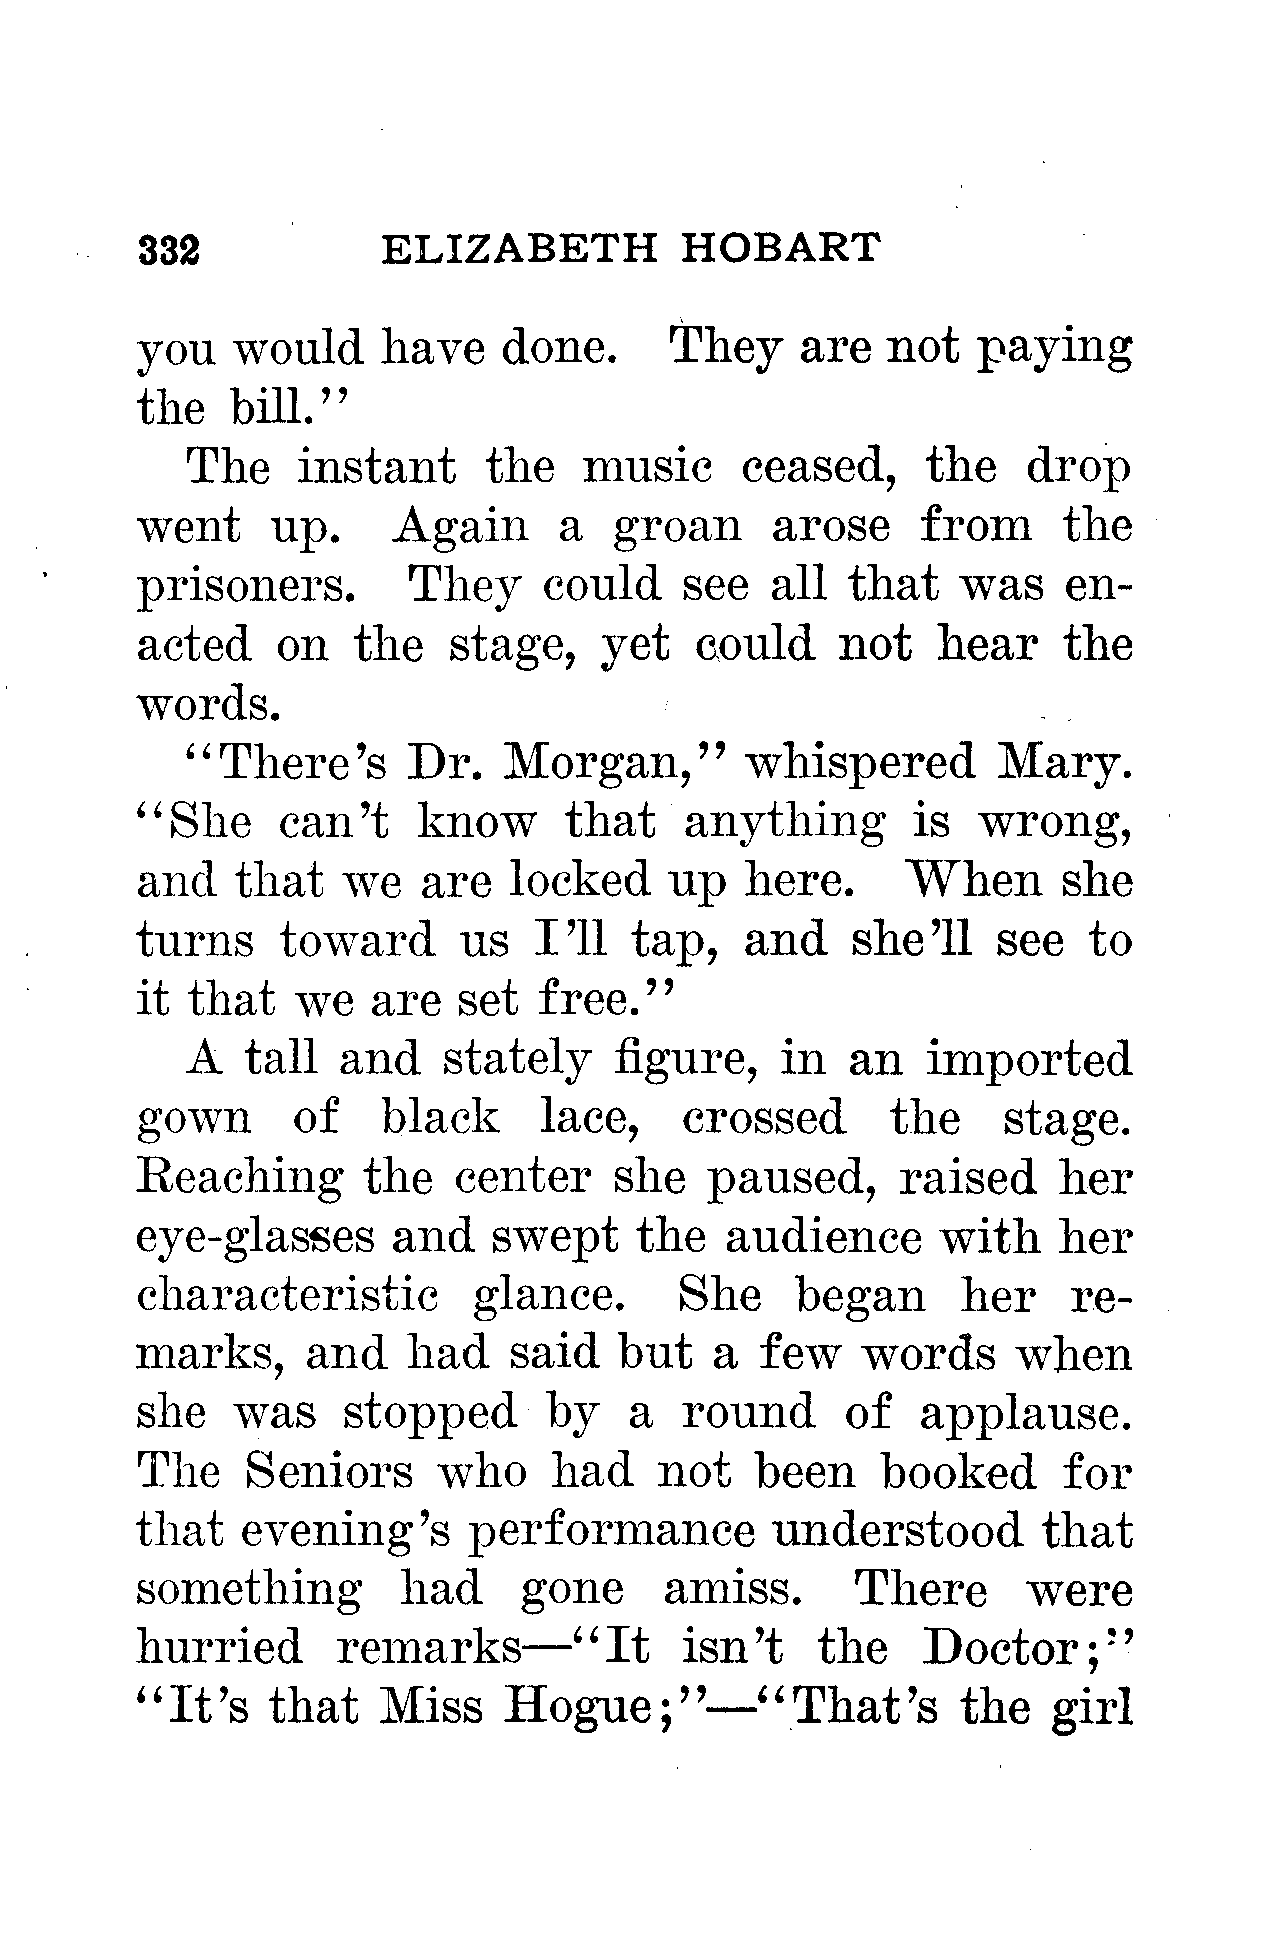 332 ELIZABETH HOBART
you would have done. They are not paying
the bill."
The instant the music ceased, the drop
went up. Again a groan arose from the
prisoners. They could see all that was en-
acted on the stage, yet could not hear the
words.
"There's Dr. Morgan," whispered Mary.
"She can't know that anything is wrong,
and that we are locked up here. When she
turns toward us I'll tap, and she'll see to
it that we are set free."
A tall and stately figure, in an imported
gown of black lace, crossed the stage.
Reaching the center she paused, raised her
eye-glasses and swept the audience with her
characteristic glance. She began her re-
marks, and had said but a few words when
she was stopped by a round of applause.
The Seniors who had not been booked for
that evening's performance understood that
something had gone amiss. There were
hurried remarks—"It isn't the Doctor;"
"It's that Miss Hogue;"—"That's the girl